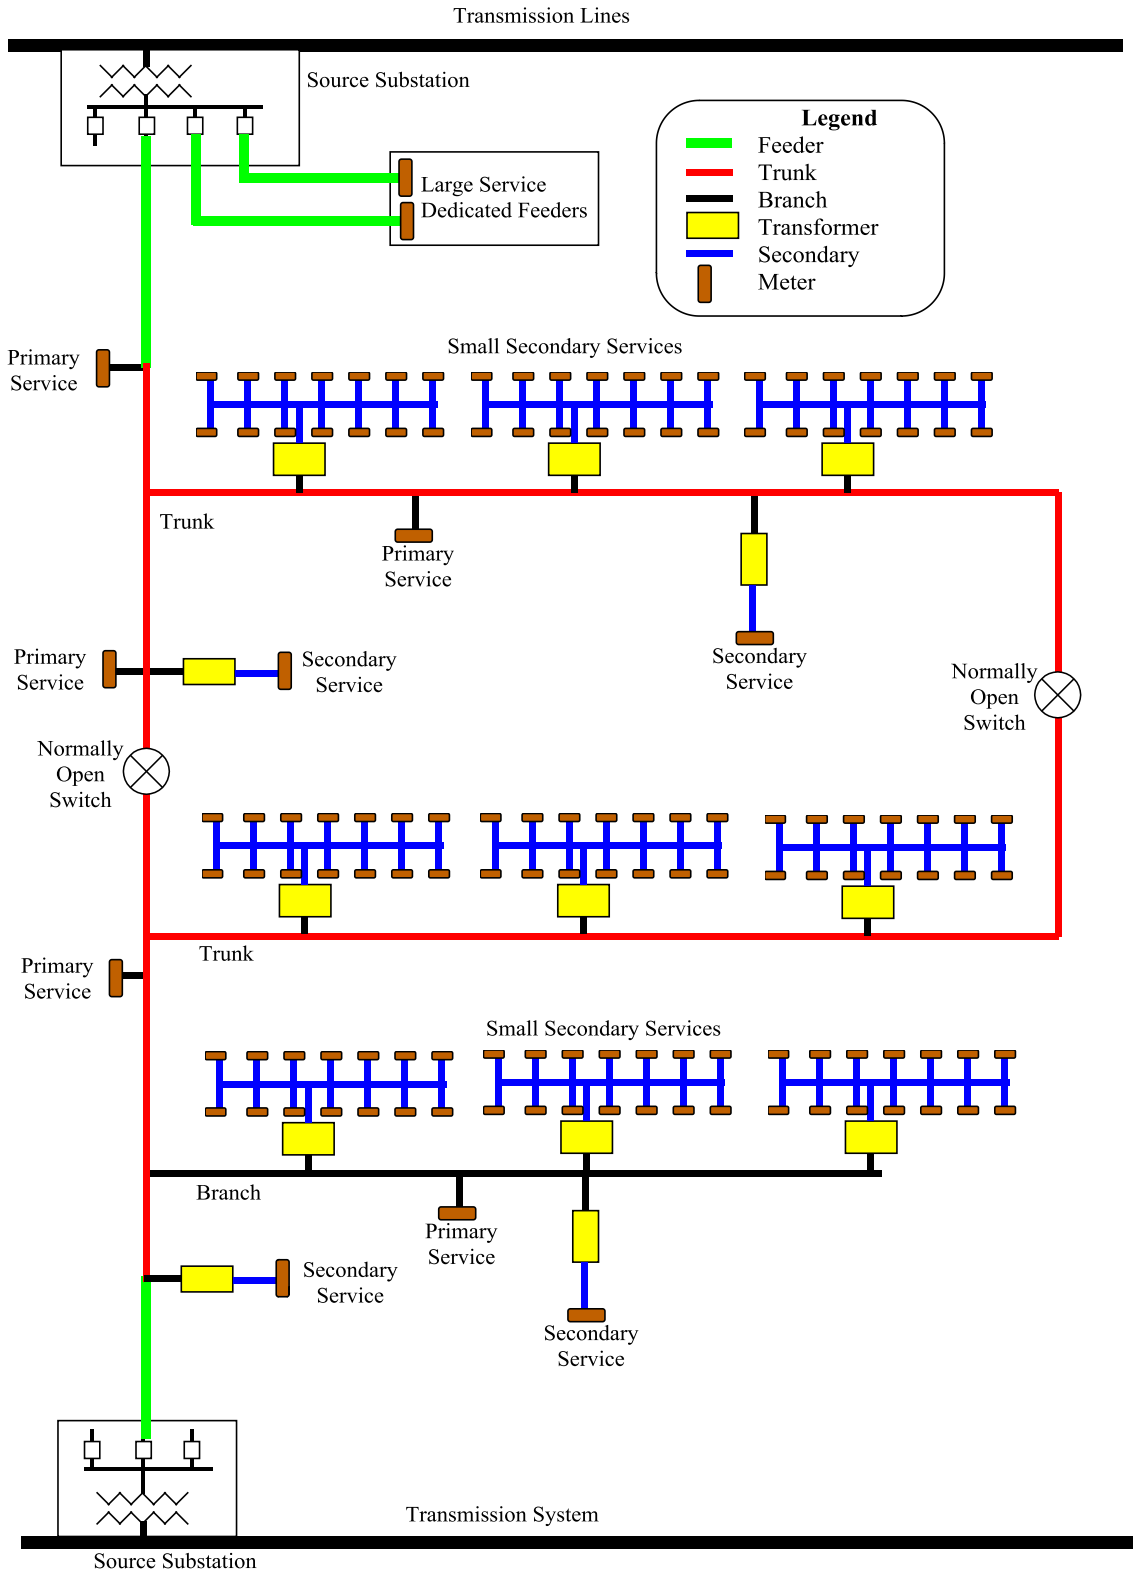 Transmission Lines
Source Substation
Legend
Feeder
Trunk
Branch
Transformer
Secondary
Meter
Large Service
Dedicated Feeders
Primary
Service
Small Secondary Services
Trunk
Primary
Service
Primary
Service
Secondary
Service
Secondary
Service
Normally
Open
Switch
Normally
Open
Switch
Trunk
Primary
Service
Small Secondary Services
Branch
Primary
Service
Secondary
Service
Secondary
Service
Transmission System
Source Substation